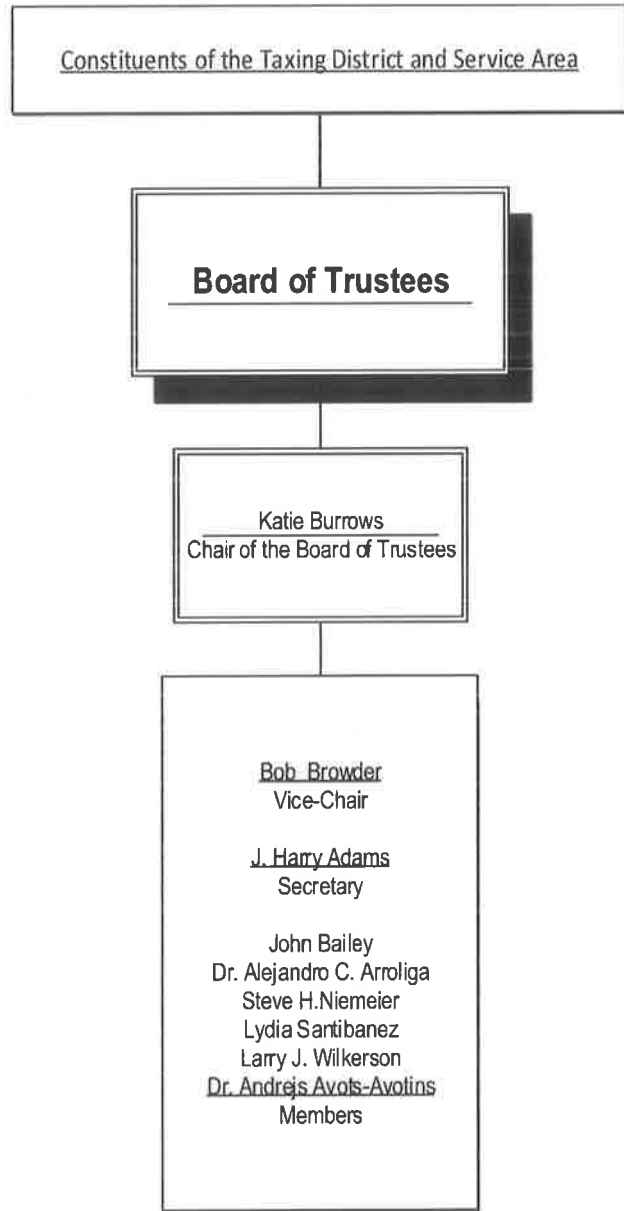 Constituents of the Taxing District and Service Area
Board of Trustees
Katie Burrows
Chair of the Board of Trustees
Bob Browder
Vice-Chair
J. Harry Adams
Secretary
John Bailey
Dr. Alejandro C. Arroliga
Steve H.Niemeier
Lydia Santibanez
Larry J. Wilkerson
Dr. Andrejs Avots-Avotins
Members